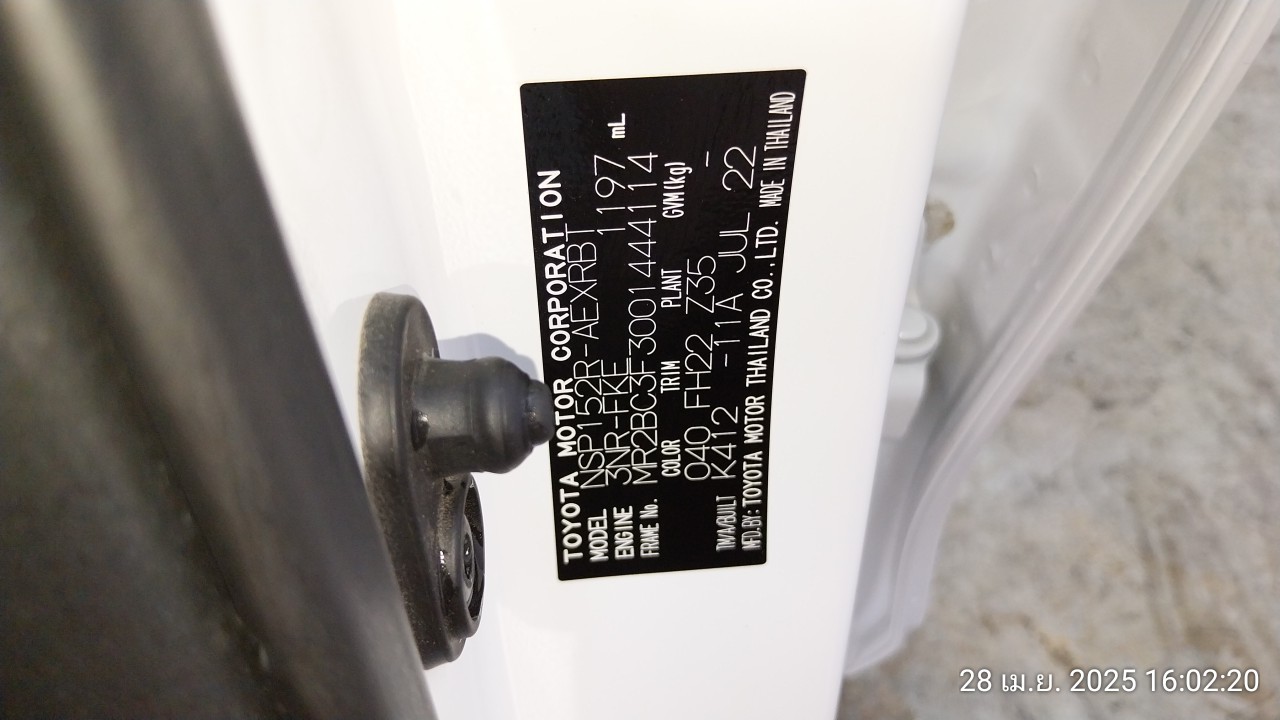 TOYOTA MOTOR CORPORATION
MODEL NSP152R-AEXRBT
ENGINE 3NR-FKE 1197 mL
FRAME No. MR2BC3F3001444114
COLOR TRIM PLANT GVM(kg)
040 FH22 Z35 -
T/M/A/BUILT K412 -11A JUL 22
MFD.BY: TOYOTA MOTOR THAILAND CO.,LTD. MADE IN THAILAND
28 เม.ย. 2025 16:02:20